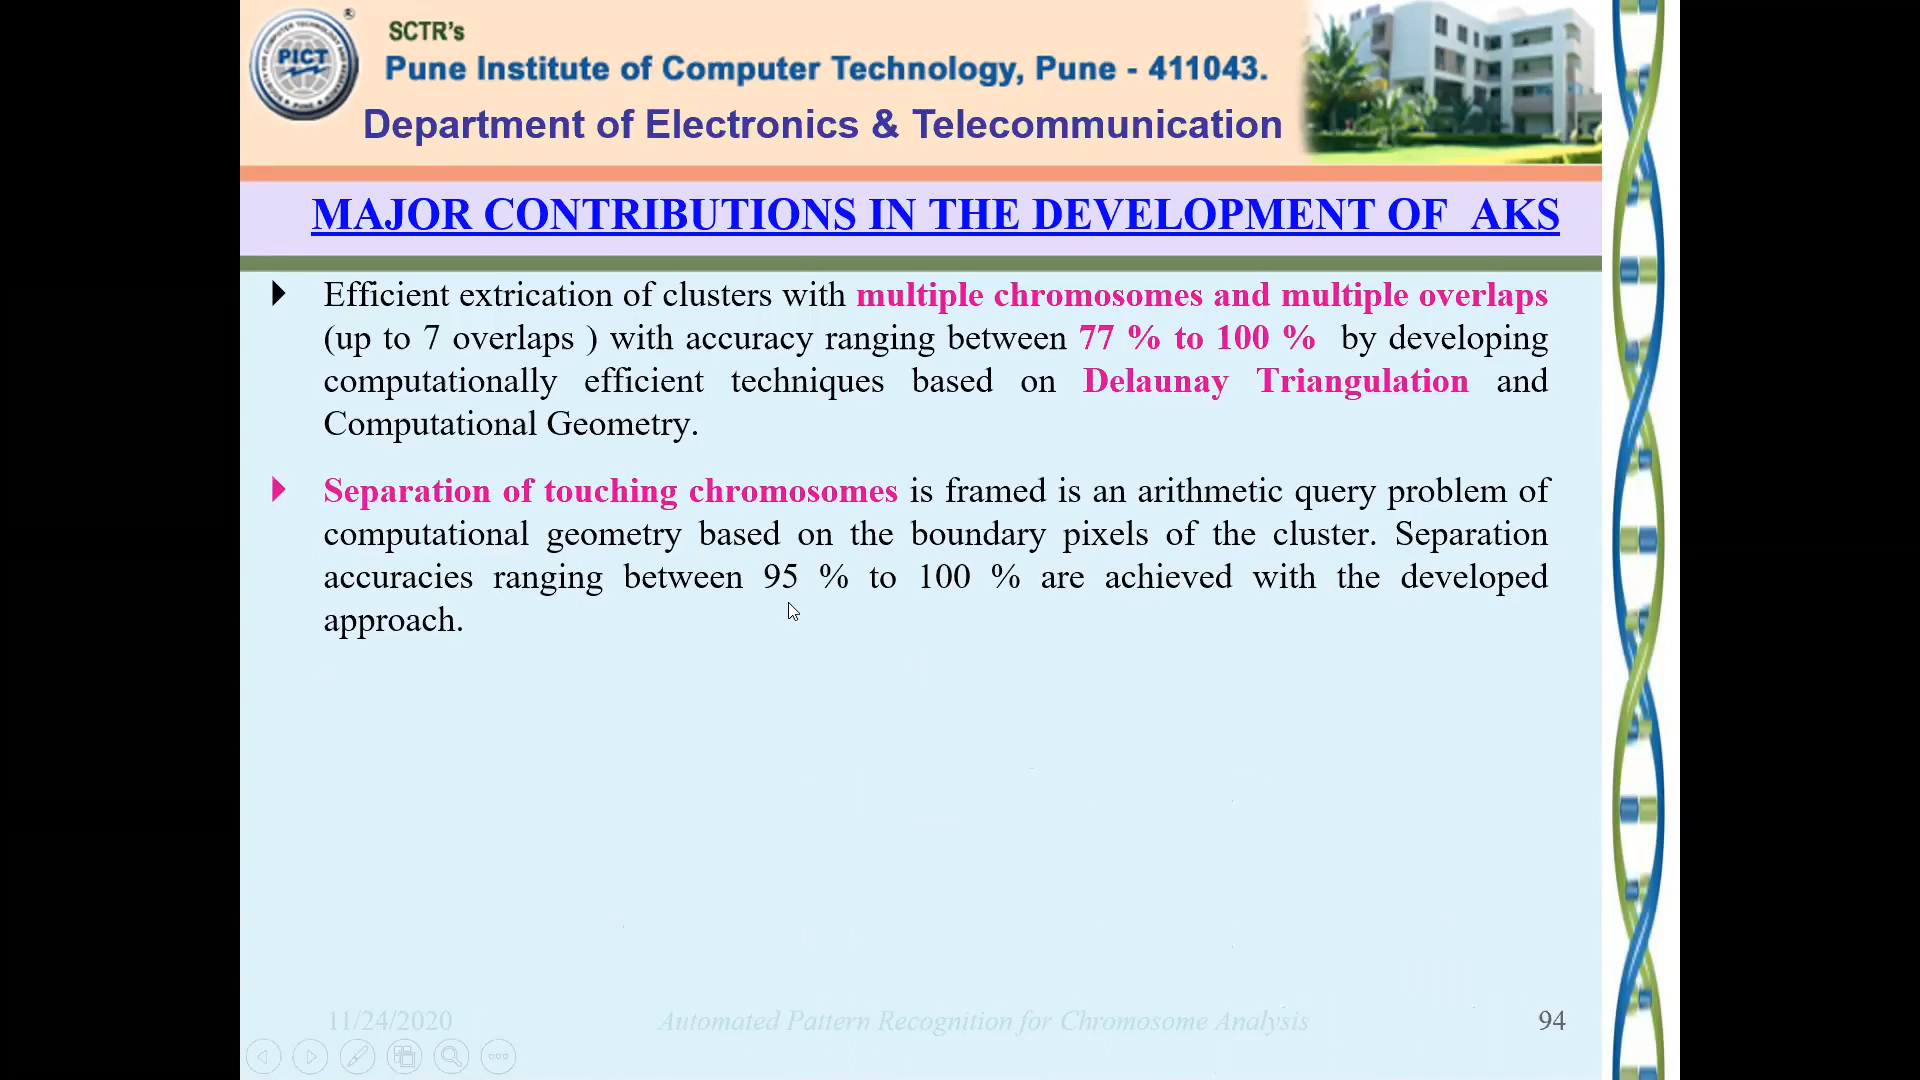 PICT
®
SCTR's
Pune Institute of Computer Technology, Pune - 411043.
Department of Electronics & Telecommunication
MAJOR CONTRIBUTIONS IN THE DEVELOPMENT OF AKS
Efficient extrication of clusters with multiple chromosomes and multiple overlaps
(up to 7 overlaps ) with accuracy ranging between 77 % to 100 % by developing
computationally efficient techniques based on Delaunay Triangulation and
Computational Geometry.
Separation of touching chromosomes is framed is an arithmetic query problem of
computational geometry based on the boundary pixels of the cluster. Separation
accuracies ranging between 95 % to 100 % are achieved with the developed
approach.
11/24/2020
Automated Pattern Recognition for Chromosome Analysis
94